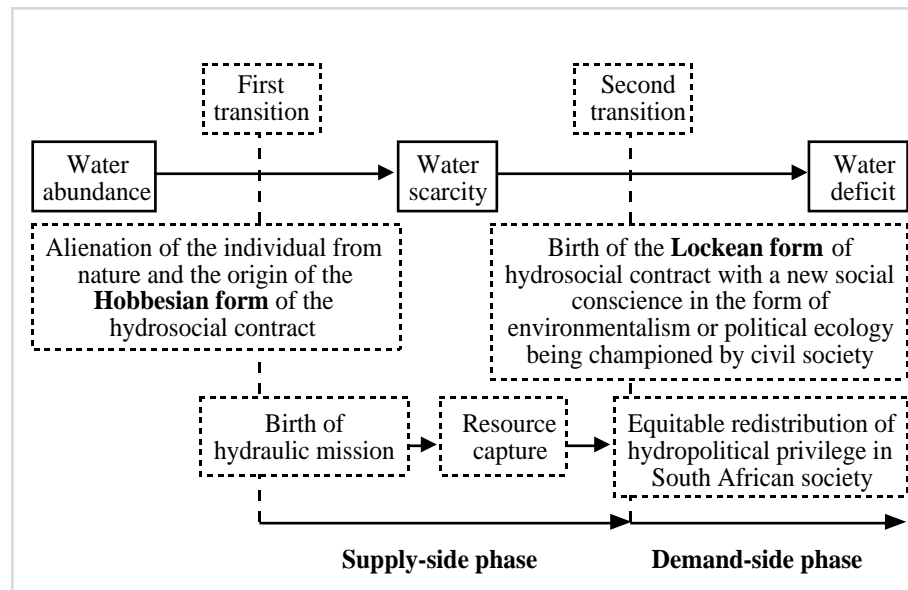 First
transition
Second
transition
Water
abundance
Water
scarcity
Water
deficit
Alienation of the individual from
nature and the origin of the
Hobbesian form of the
hydrosocial contract
Birth of the Lockean form of
hydrosocial contract with a new social
conscience in the form of
environmentalism or political ecology
being championed by civil society
Birth of
hydraulic mission
Resource
capture
Equitable redistribution of
hydropolitical privilege in
South African society
Supply-side phase
Demand-side phase